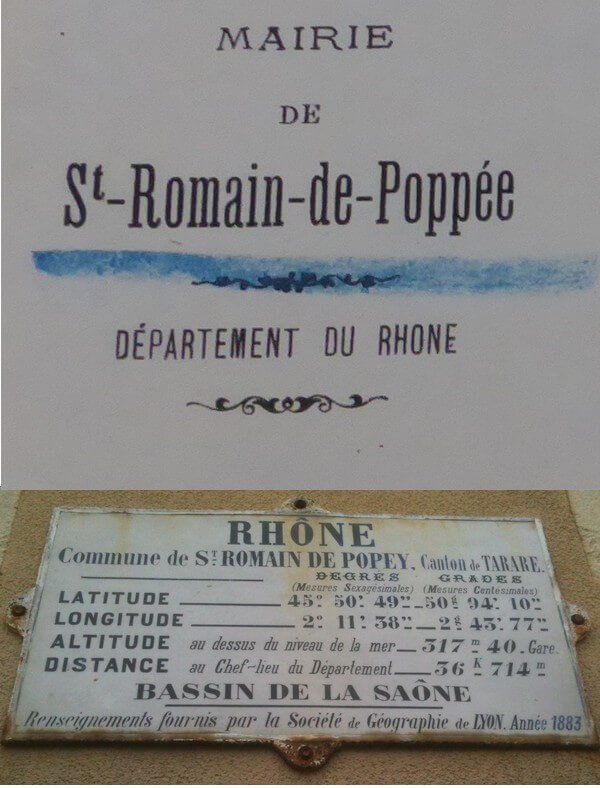 MAIRIE
DE
St-Romain-de-Poppée
DÉPARTEMENT DU RHONE
RHÔNE
Commune de ST ROMAIN DE POPEY, Canton de TARARE.
DEGRÉS GRADES
(Mesures Sexagésimales) (Mesures Centésimales)
LATITUDE 45° 50' 49" 50G 94' 10"
LONGITUDE 2° 11' 38" 2G 43' 77"
ALTITUDE au dessus du niveau de la mer 317m 40. Gare.
DISTANCE au Chef-lieu du Département 36K 714m
BASSIN DE LA SAÔNE
Renseignements fournis par la Société de Géographie de LYON. Année 1883